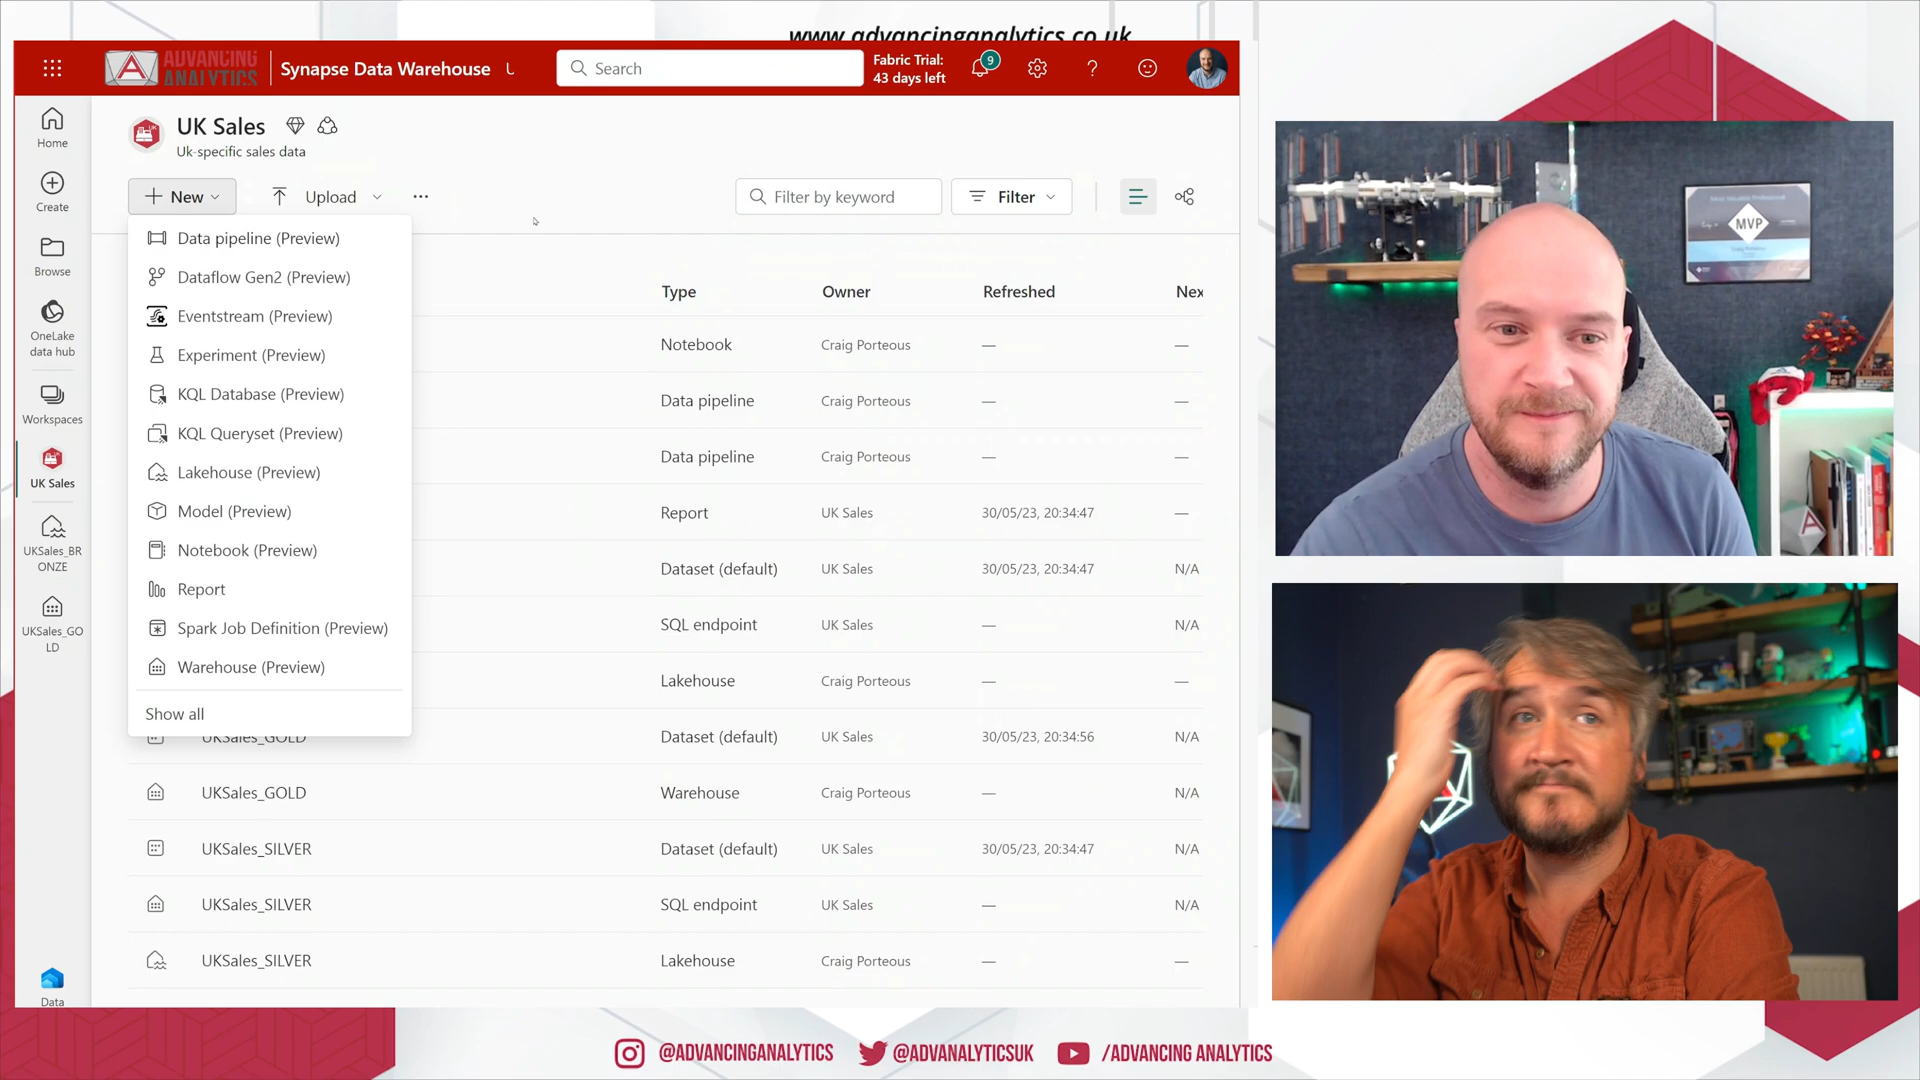 www.advancinganalytics.co.uk
ADVANCING
ANALYTICS
Synapse Data Warehouse
Search
Fabric Trial:
43 days left
9
?
Home
Create
Browse
OneLake
data hub
Workspaces
UK Sales
UKSales_BR
ONZE
UKSales_GO
LD
Data
UK Sales
Uk-specific sales data
New
Upload
...
Filter by keyword
Filter
Data pipeline (Preview)
Dataflow Gen2 (Preview)
Eventstream (Preview)
Experiment (Preview)
KQL Database (Preview)
KQL Queryset (Preview)
Lakehouse (Preview)
Model (Preview)
Notebook (Preview)
Report
Spark Job Definition (Preview)
Warehouse (Preview)
Show all
Type Owner Refreshed Nex
Notebook Craig Porteous — —
Data pipeline Craig Porteous — —
Data pipeline Craig Porteous — —
Report UK Sales 30/05/23, 20:34:47 —
Dataset (default) UK Sales 30/05/23, 20:34:47 N/A
SQL endpoint UK Sales — N/A
Lakehouse Craig Porteous — —
UKSales_GOLD Dataset (default) UK Sales 30/05/23, 20:34:56 N/A
UKSales_GOLD Warehouse Craig Porteous — N/A
UKSales_SILVER Dataset (default) UK Sales 30/05/23, 20:34:47 N/A
UKSales_SILVER SQL endpoint UK Sales — N/A
UKSales_SILVER Lakehouse Craig Porteous — —
MVP
@ADVANCINGANALYTICS
@ADVANALYTICSUK
/ADVANCING ANALYTICS